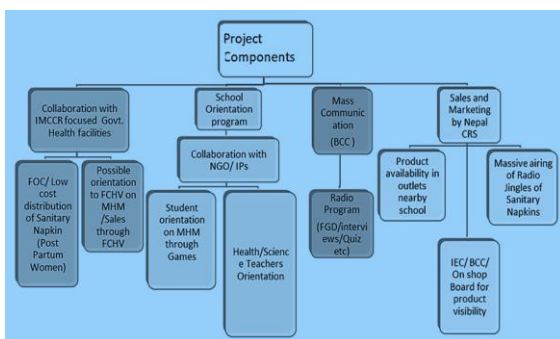 Project
Components
Collaboration with
IMCCR focused Govt.
Health facilities
School
Orientation
program
Mass
Communic
ation
(BCC )
Sales and
Marketing by Nepal
CRS
FOC/ Low
cost
distribution of
Sanitary
Napkin
(Post
Partum
Women)
Possible
orientation
to FCHV on
MHM
/Sales
through
FCHV
Collaboration with
NGO/ IPs
Student
orientation
on MHM
through
Games
Health/Scienc
e Teachers
Orientation
Radio
Program
(FGD/intervi
ews/Quiz
etc)
Product
availability in
outlets
nearby
school
IEC/ BCC/
On shop
Board for
product
visibility
Massive airing of
Radio
Jingles of
Sanitary
Napkins